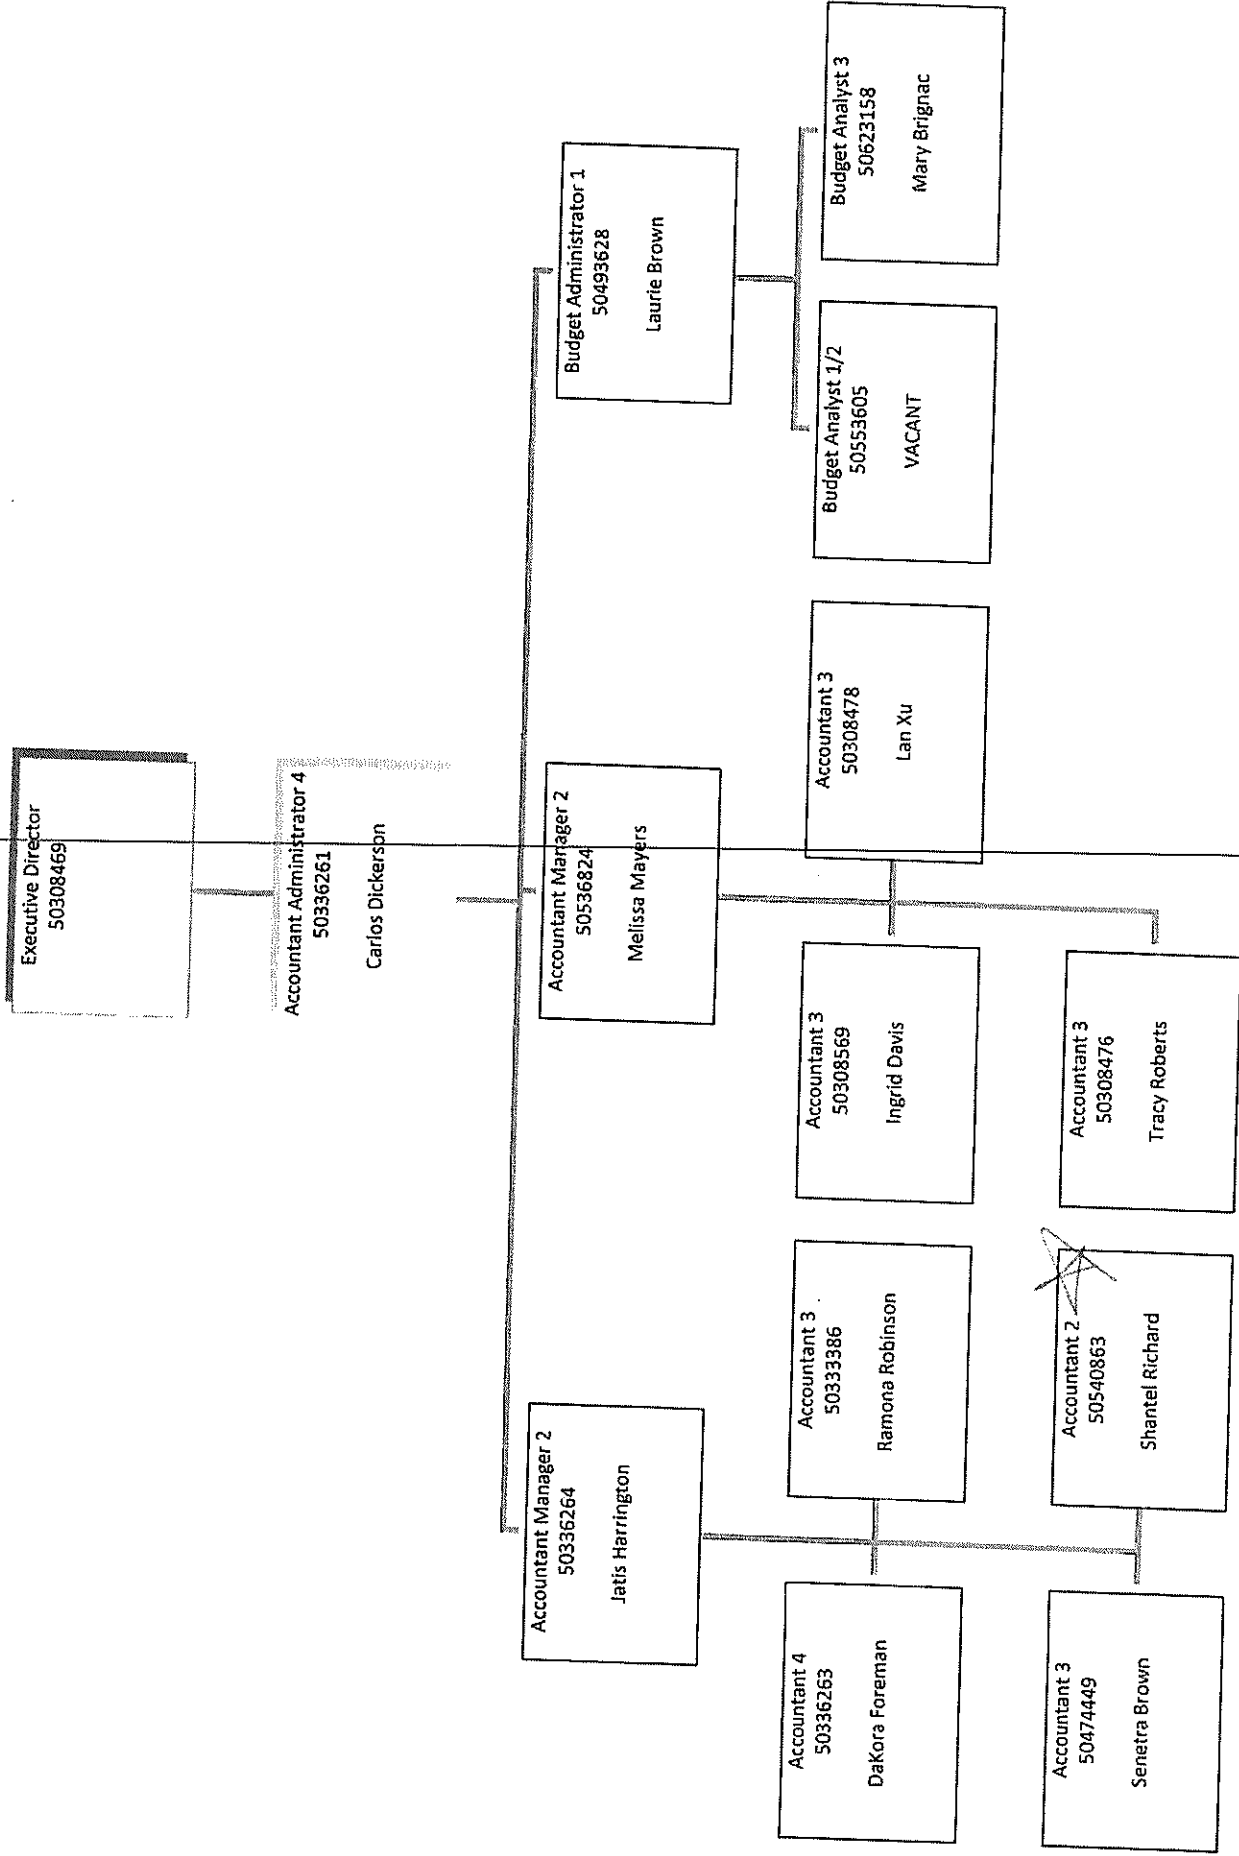 Executive Director
50308469
Accountant Administrator 4
50336261
Carlos Dickerson
Accountant Manager 2
50336264
Jatis Harrington
Accountant Manager 2
50536824
Melissa Mayers
Budget Administrator 1
50493628
Laurie Brown
Accountant 4
50336263
DaKora Foreman
Accountant 3
50333386
Ramona Robinson
Accountant 3
50308569
Ingrid Davis
Accountant 3
50308478
Lan Xu
Budget Analyst 1/2
50553605
VACANT
Budget Analyst 3
50623158
Mary Brignac
Accountant 3
50474449
Senetra Brown
Accountant 2
50540863
Shantel Richard
Accountant 3
50308476
Tracy Roberts